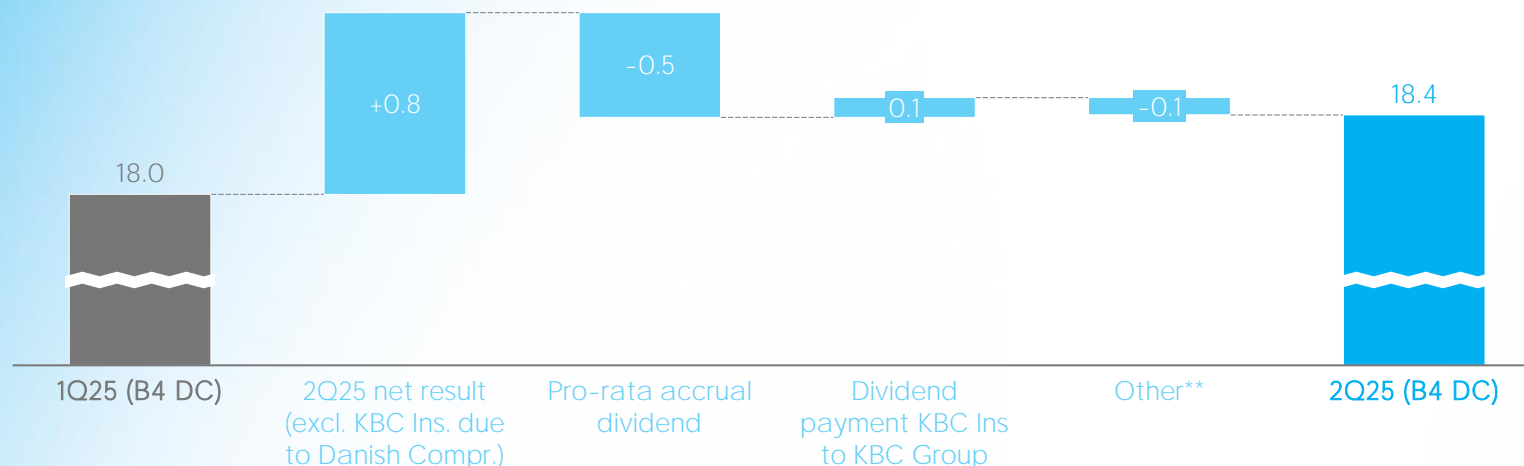 18.0
+0.8
-0.5
0.1
-0.1
18.4
1Q25 (B4 DC)
2Q25 net result
(excl. KBC Ins. due
to Danish Compr.)
Pro-rata accrual
dividend
Dividend
payment KBC Ins
to KBC Group
Other**
2Q25 (B4 DC)